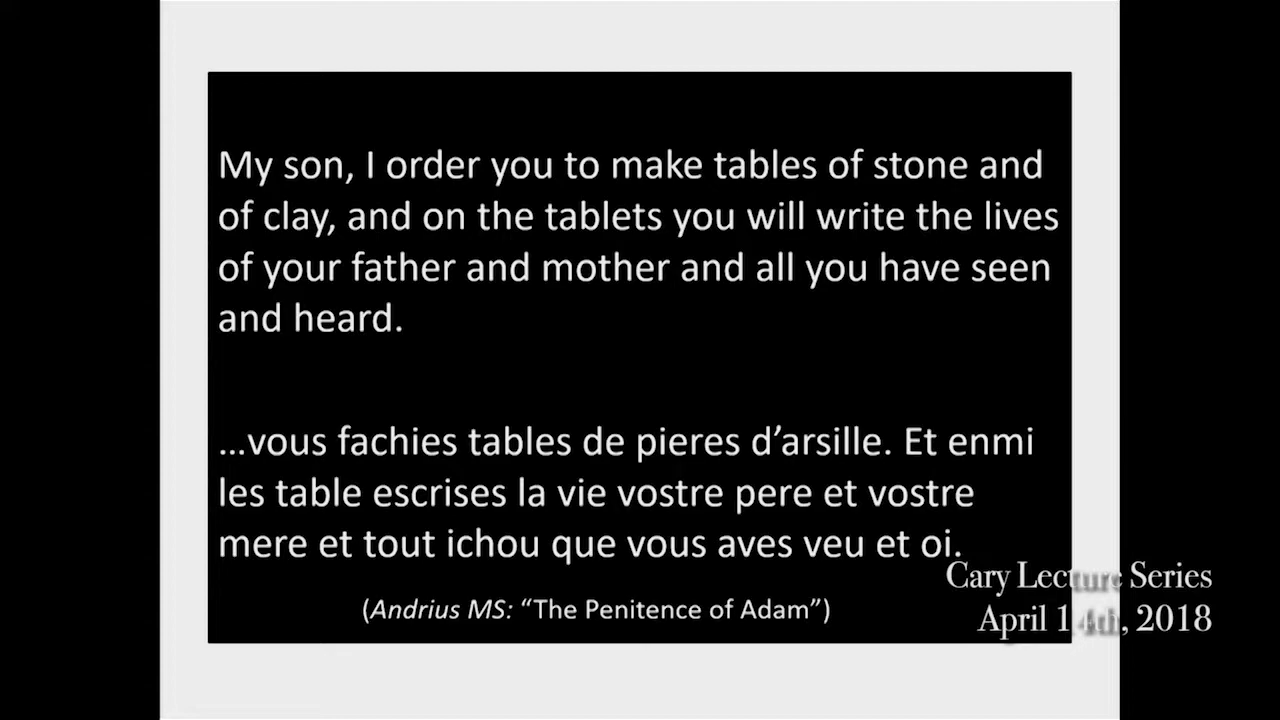 My son, I order you to make tables of stone and
of clay, and on the tablets you will write the lives
of your father and mother and all you have seen
and heard.
…vous fachies tables de pieres d’arsille. Et enmi
les table escrises la vie vostre pere et vostre
mere et tout ichou que vous aves veu et oi.
(Andrius MS: “The Penitence of Adam”)
Cary Lecture Series
April 14th, 2018